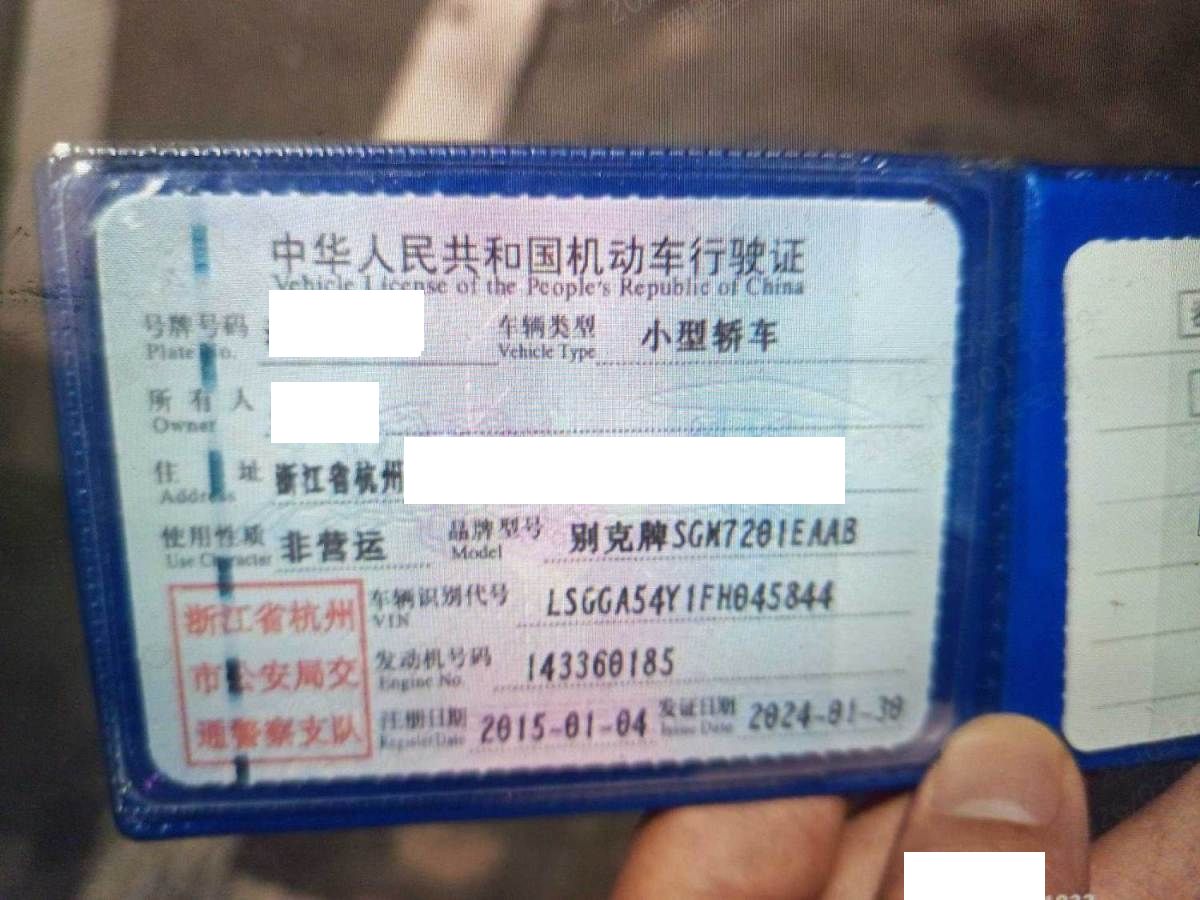 中华人民共和国机动车行驶证
Vehicle License of the People's Republic of China
号牌号码 车辆类型 小型轿车
Plate No. Vehicle Type
所有人
Owner
住址 浙江省杭州
Address
使用性质 非营运 品牌型号 别克牌SGM7201EAAB
Use Character Model
浙江省杭州
市公安局交
通警察支队
车辆识别代号 LSGGA54Y1FH045844
VIN
发动机号码 143360185
Engine No.
注册日期 2015-01-04 发证日期 2024-01-30
Register Date Issue Date